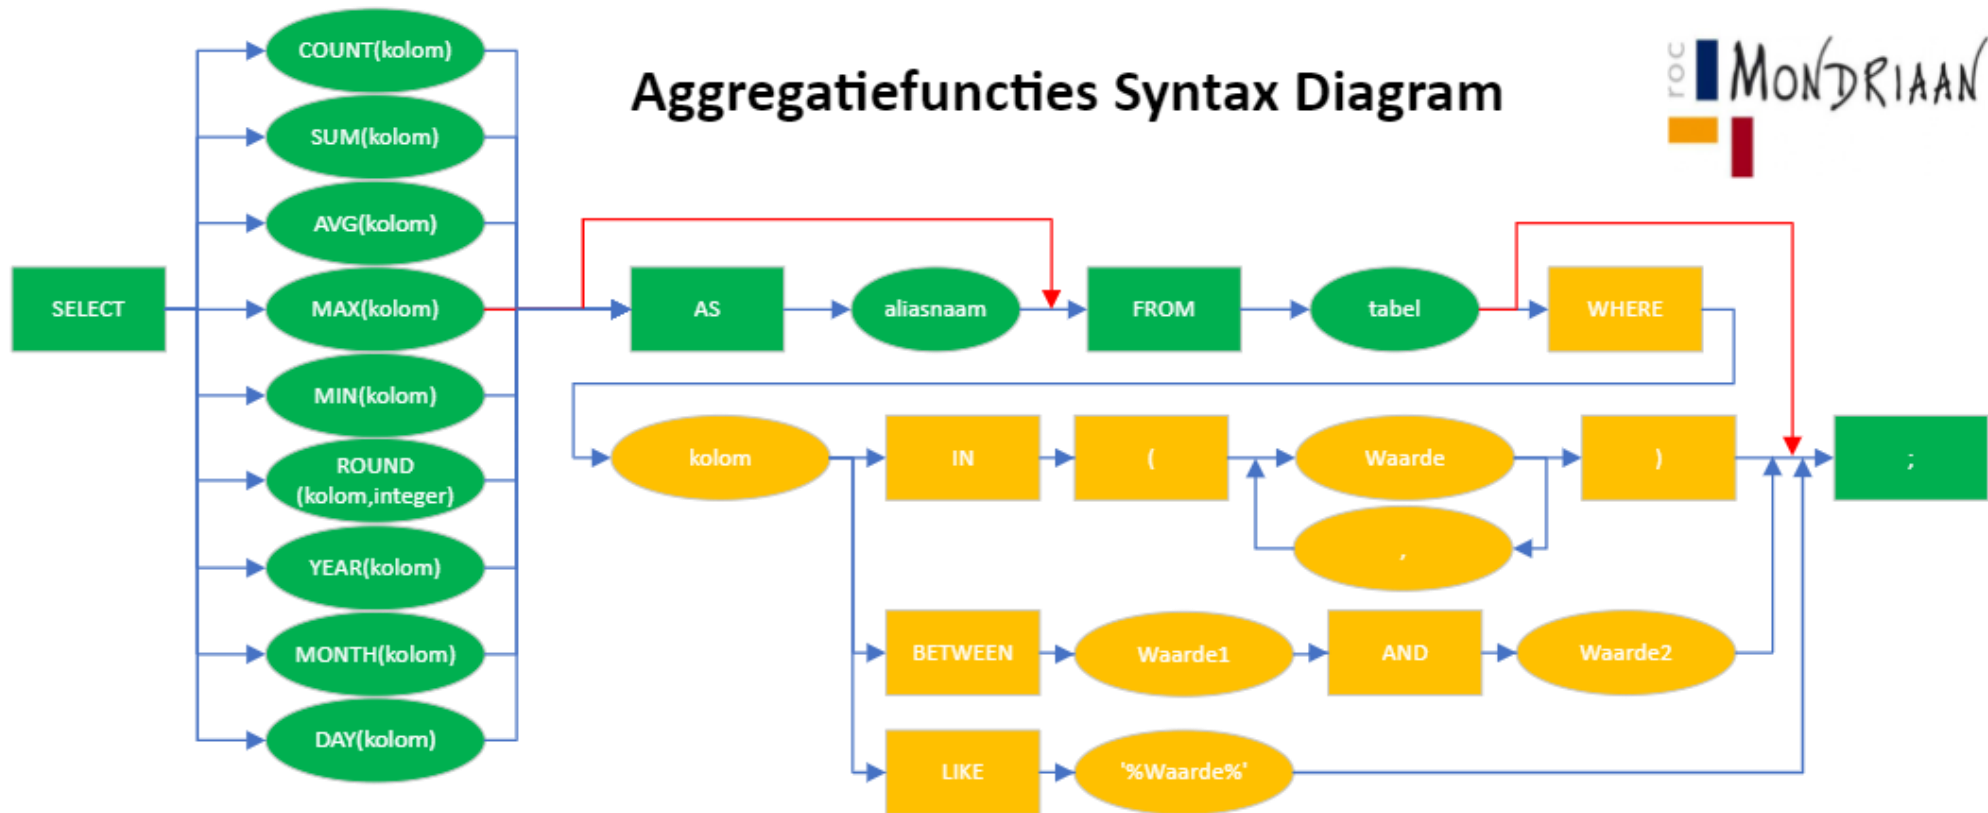 Aggregatiefuncties Syntax Diagram
roc
MONDRIAAN
SELECT
COUNT(kolom)
SUM(kolom)
AVG(kolom)
MAX(kolom)
MIN(kolom)
ROUND
(kolom,integer)
YEAR(kolom)
MONTH(kolom)
DAY(kolom)
AS
aliasnaam
FROM
tabel
WHERE
kolom
IN
(
Waarde
,
)
;
BETWEEN
Waarde1
AND
Waarde2
LIKE
'%Waarde%'